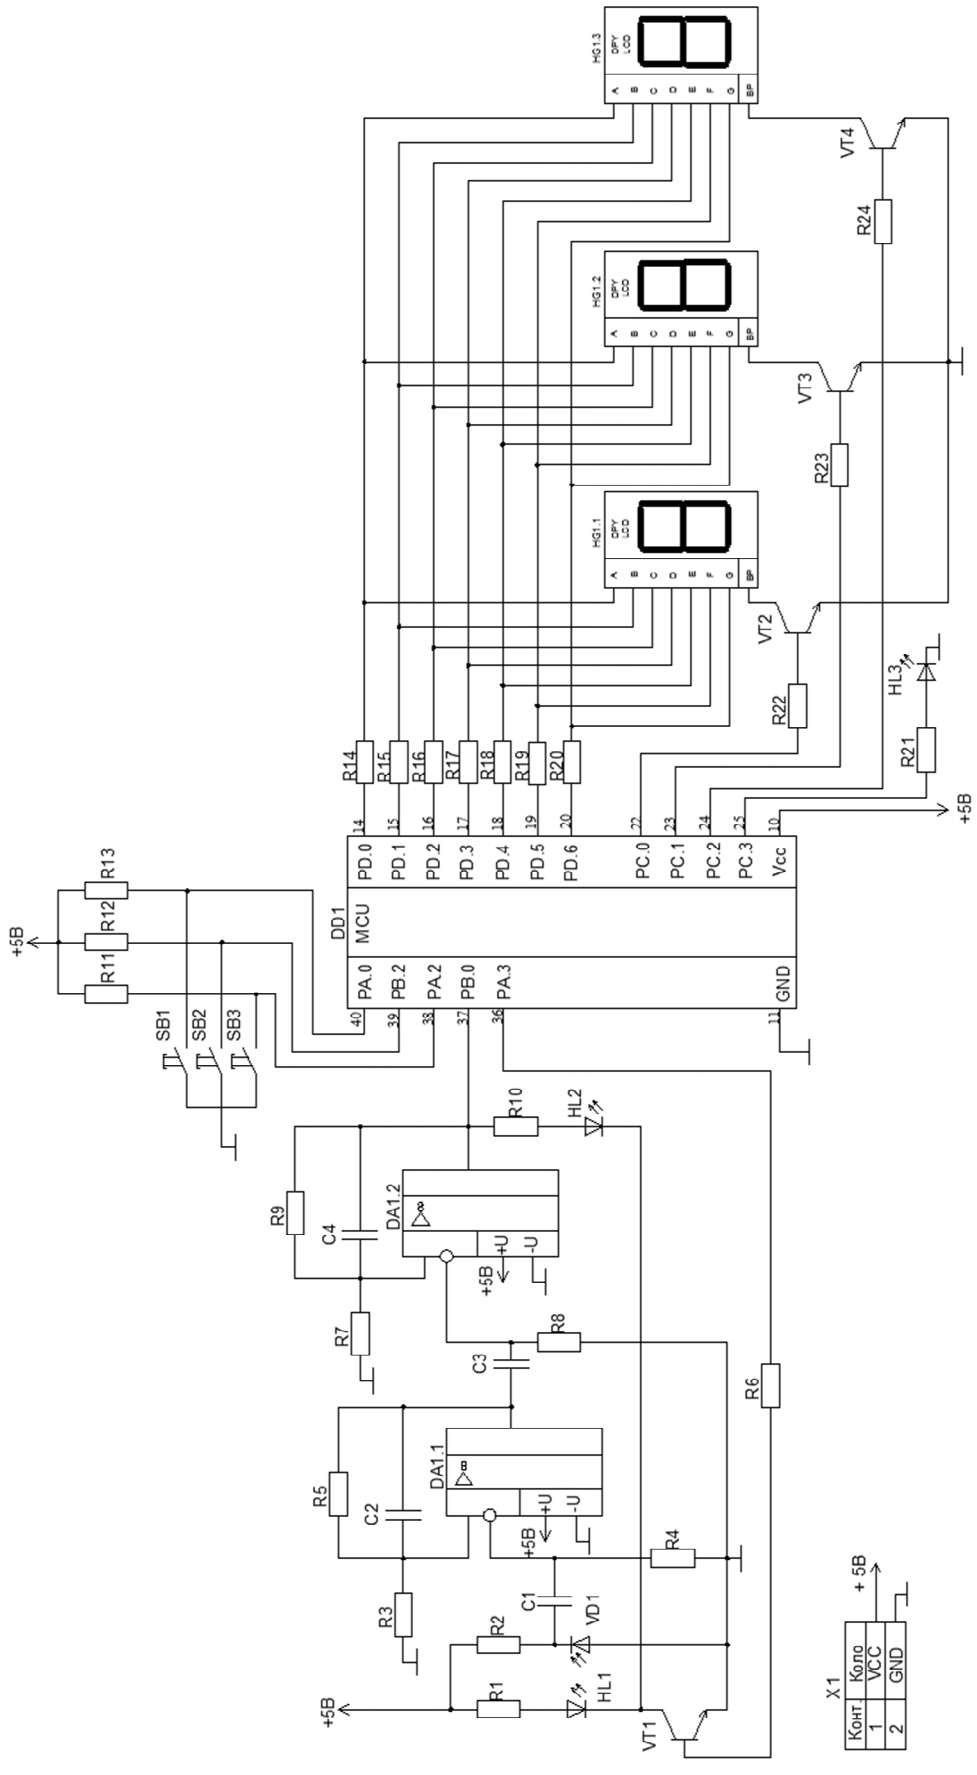 +5В
R1
HL1
VT1
R2
C1
VD1
R3
R5
C2
DA1.1
▷∞
+U
-U
+5В
R4
R6
C3
R8
R7
R9
C4
DA1.2
▷∞
+U
-U
+5В
R10
HL2
+5В
R11
R12
R13
SB1
SB2
SB3
DD1
MCU
40 PA.0
39 PB.2
38 PA.2
37 PB.0
36 PA.3
11 GND
PD.0 14
PD.1 15
PD.2 16
PD.3 17
PD.4 18
PD.5 19
PD.6 20
PC.0 22
PC.1 23
PC.2 24
PC.3 25
Vcc 10
+5В
R14
R15
R16
R17
R18
R19
R20
R21
HL3
R22
VT2
R23
VT3
R24
VT4
HG1.1
DPY
LCD
A
B
C
D
E
F
G
BP
HG1.2
DPY
LCD
A
B
C
D
E
F
G
BP
HG1.3
DPY
LCD
A
B
C
D
E
F
G
BP
X1
Конт. Коло
1 VCC
2 GND
+ 5В